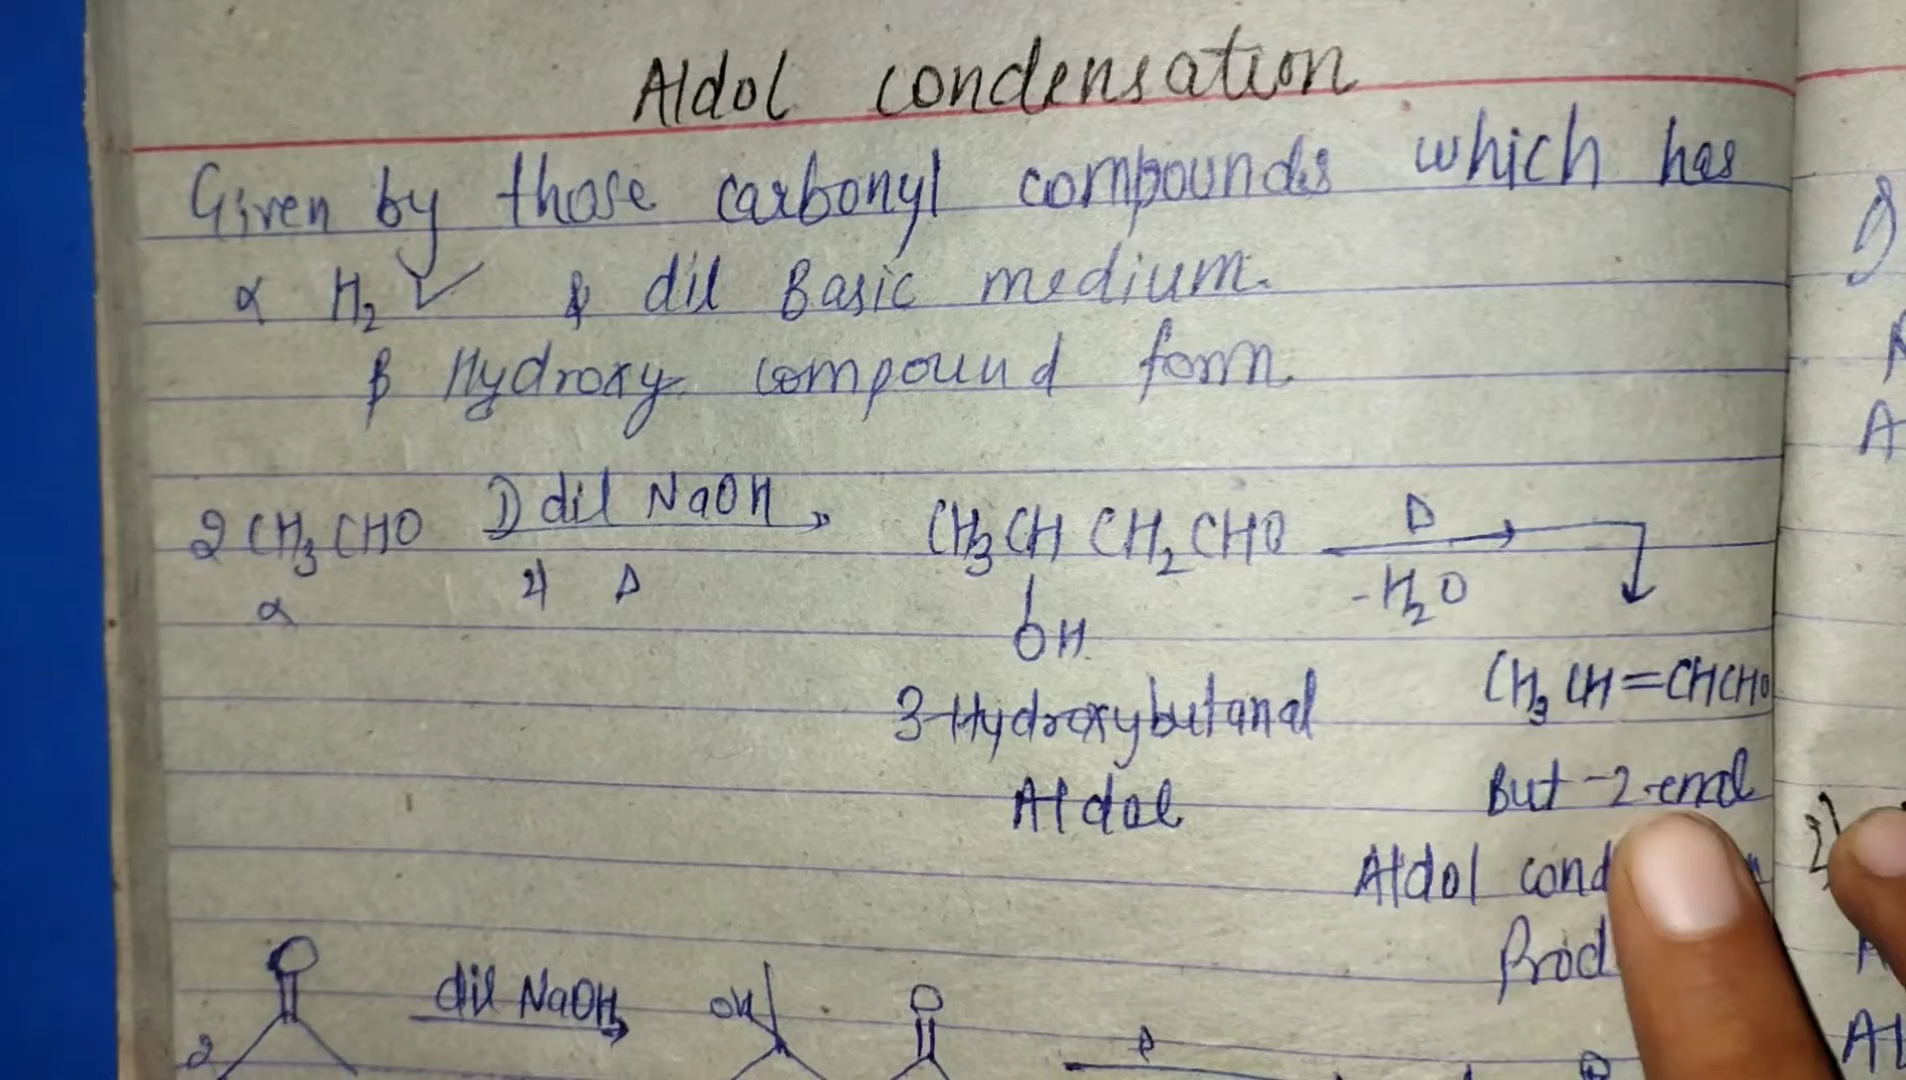 Aldol condensation
Given by those carbonyl compounds which has
α H₂ ✓ & dil Basic medium.
β Hydroxy compound form.
2CH₃CHO 1) dil NaOH → CH₃CH CH₂CHO Δ →
α 2) Δ OH -H₂O
3-Hydroxybutanal CH₃CH=CHCHO
Aldol But-2-enal
Aldol cond
Prod
O
2 dil NaOH → OH O Δ